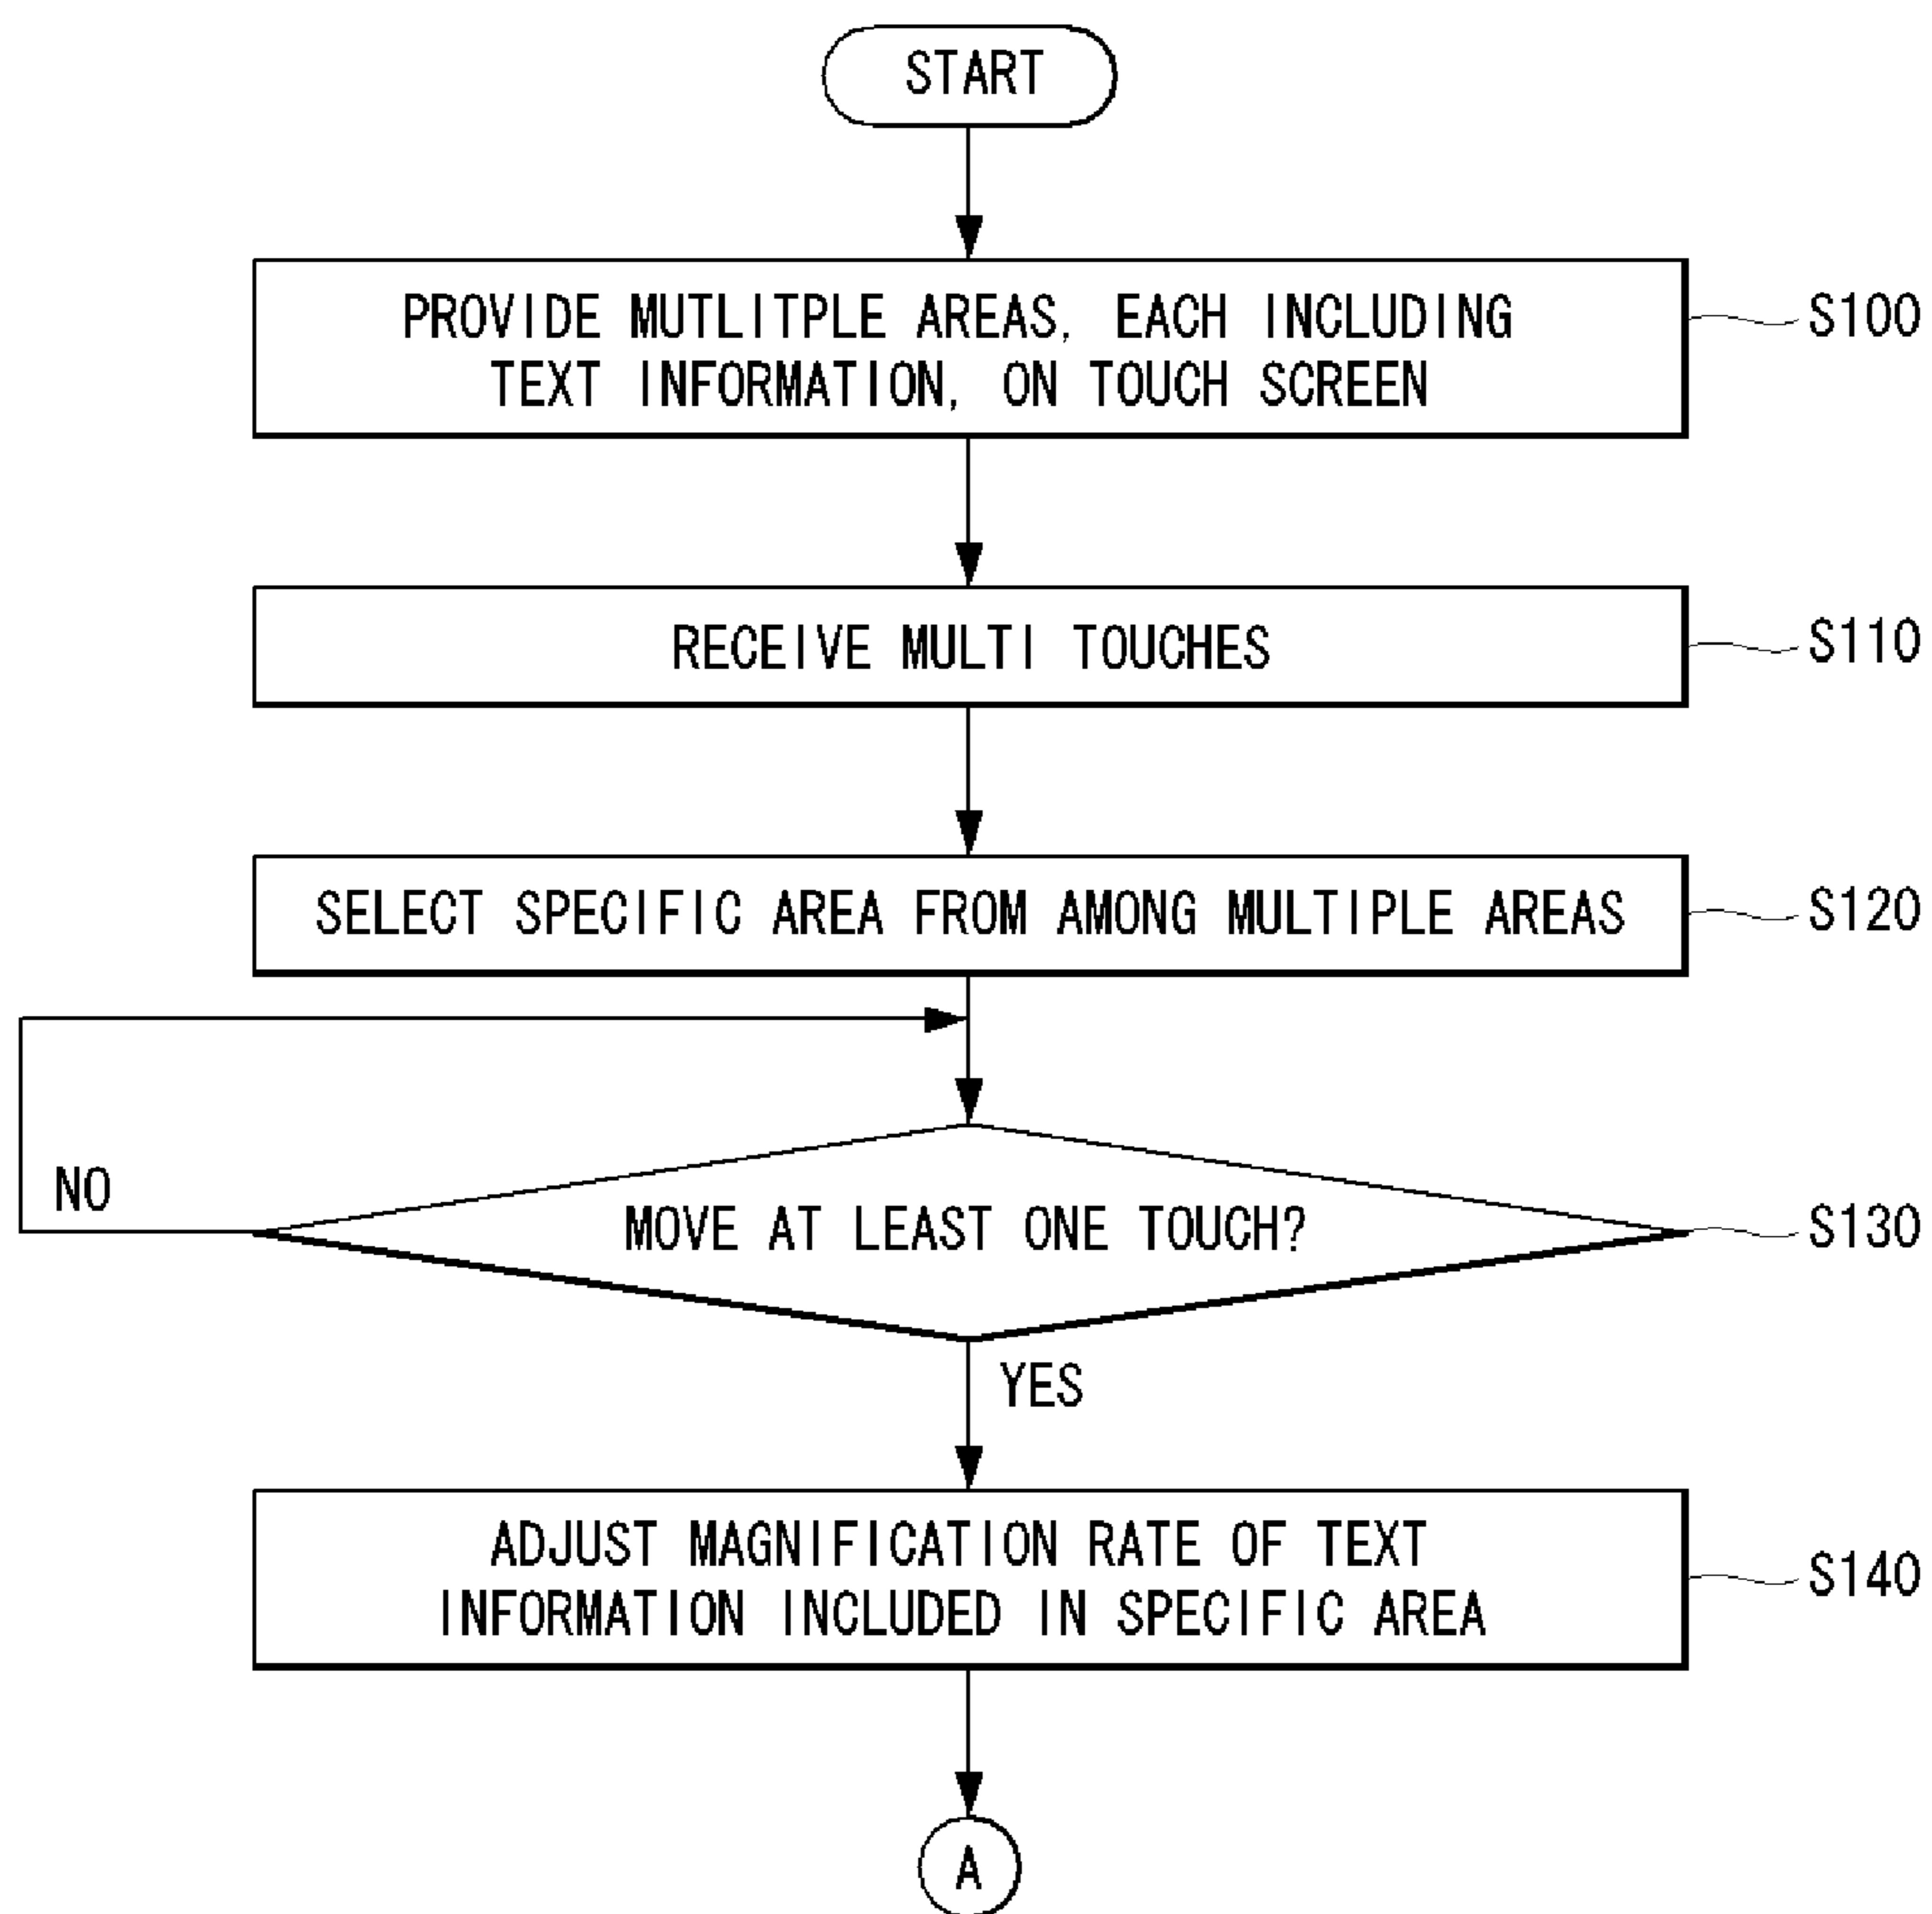 START
PROVIDE MUTLITPLE AREAS, EACH INCLUDING
TEXT INFORMATION, ON TOUCH SCREEN
S100
RECEIVE MULTI TOUCHES
S110
SELECT SPECIFIC AREA FROM AMONG MULTIPLE AREAS
S120
NO
MOVE AT LEAST ONE TOUCH?
S130
YES
ADJUST MAGNIFICATION RATE OF TEXT
INFORMATION INCLUDED IN SPECIFIC AREA
S140
A